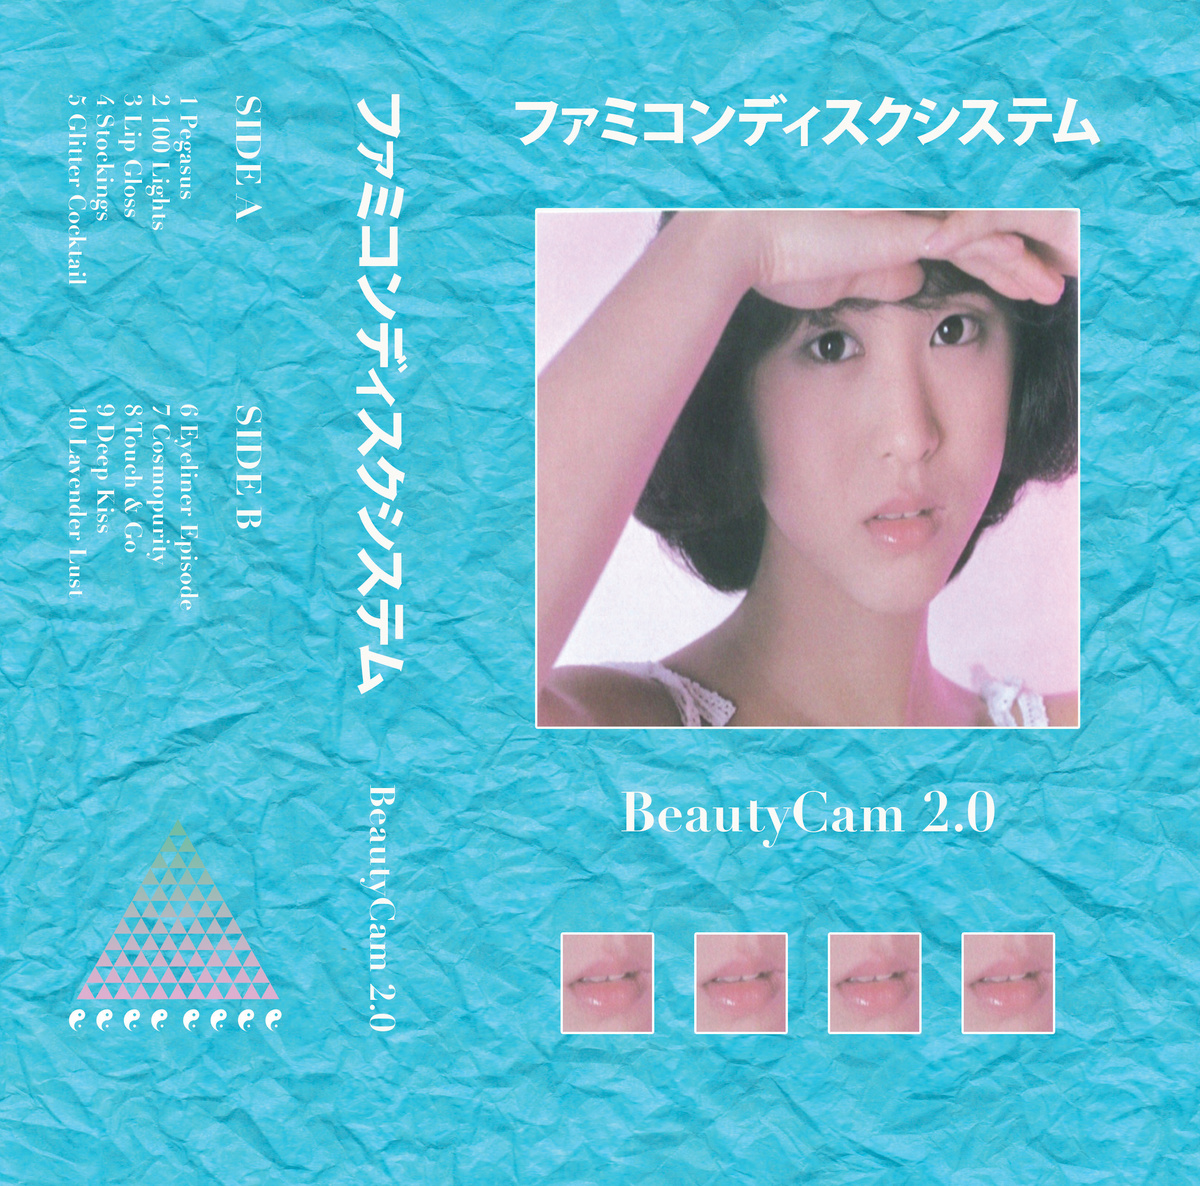 ファミコンディスクシステム
BeautyCam 2.0
ファミコンディスクシステム
BeautyCam 2.0
SIDE A
1 Pegasus
2 100 Lights
3 Lip Gloss
4 Stockings
5 Glitter Cocktail
SIDE B
6 Eyeliner Episode
7 Cosmopurity
8 Touch & Go
9 Deep Kiss
10 Lavender Lust